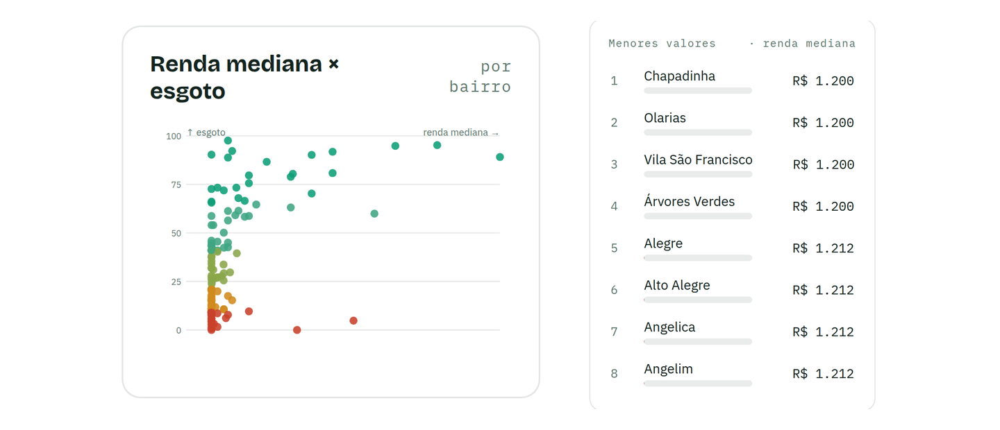 Renda mediana ×
esgoto
por
bairro
↑ esgoto
renda mediana →
100
75
50
25
0
Menores valores · renda mediana
1 Chapadinha R$ 1.200
2 Olarias R$ 1.200
3 Vila São Francisco R$ 1.200
4 Árvores Verdes R$ 1.200
5 Alegre R$ 1.212
6 Alto Alegre R$ 1.212
7 Angelica R$ 1.212
8 Angelim R$ 1.212